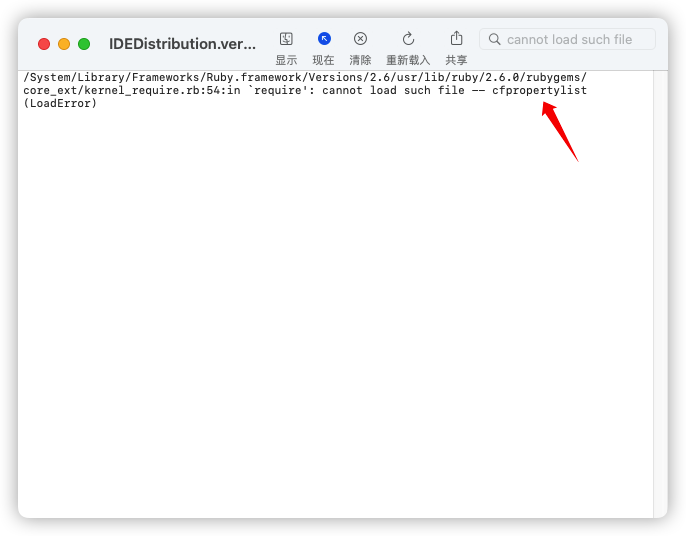 IDEDistribution.ver...
显示
现在
清除
重新载入
共享
cannot load such file
/System/Library/Frameworks/Ruby.framework/Versions/2.6/usr/lib/ruby/2.6.0/rubygems/
core_ext/kernel_require.rb:54:in `require': cannot load such file -- cfpropertylist
(LoadError)